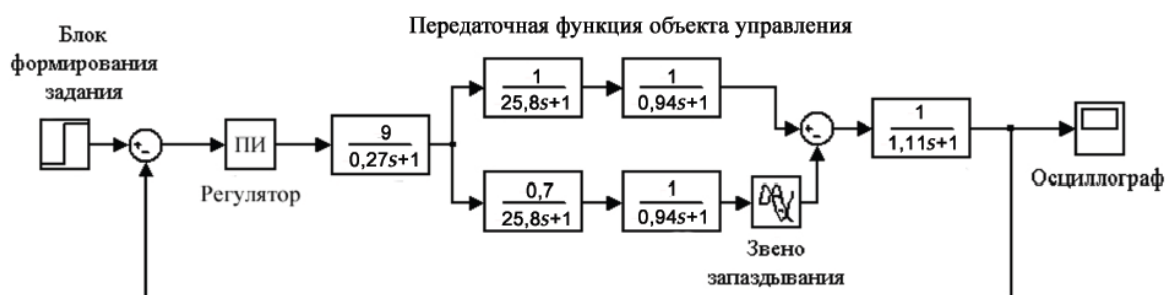 Передаточная функция объекта управления
Блок
формирования
задания
+
-
ПИ
Регулятор
9
0,27s+1
1
25,8s+1
1
0,94s+1
0,7
25,8s+1
1
0,94s+1
Звено
запаздывания
+
-
1
1,11s+1
Осциллограф